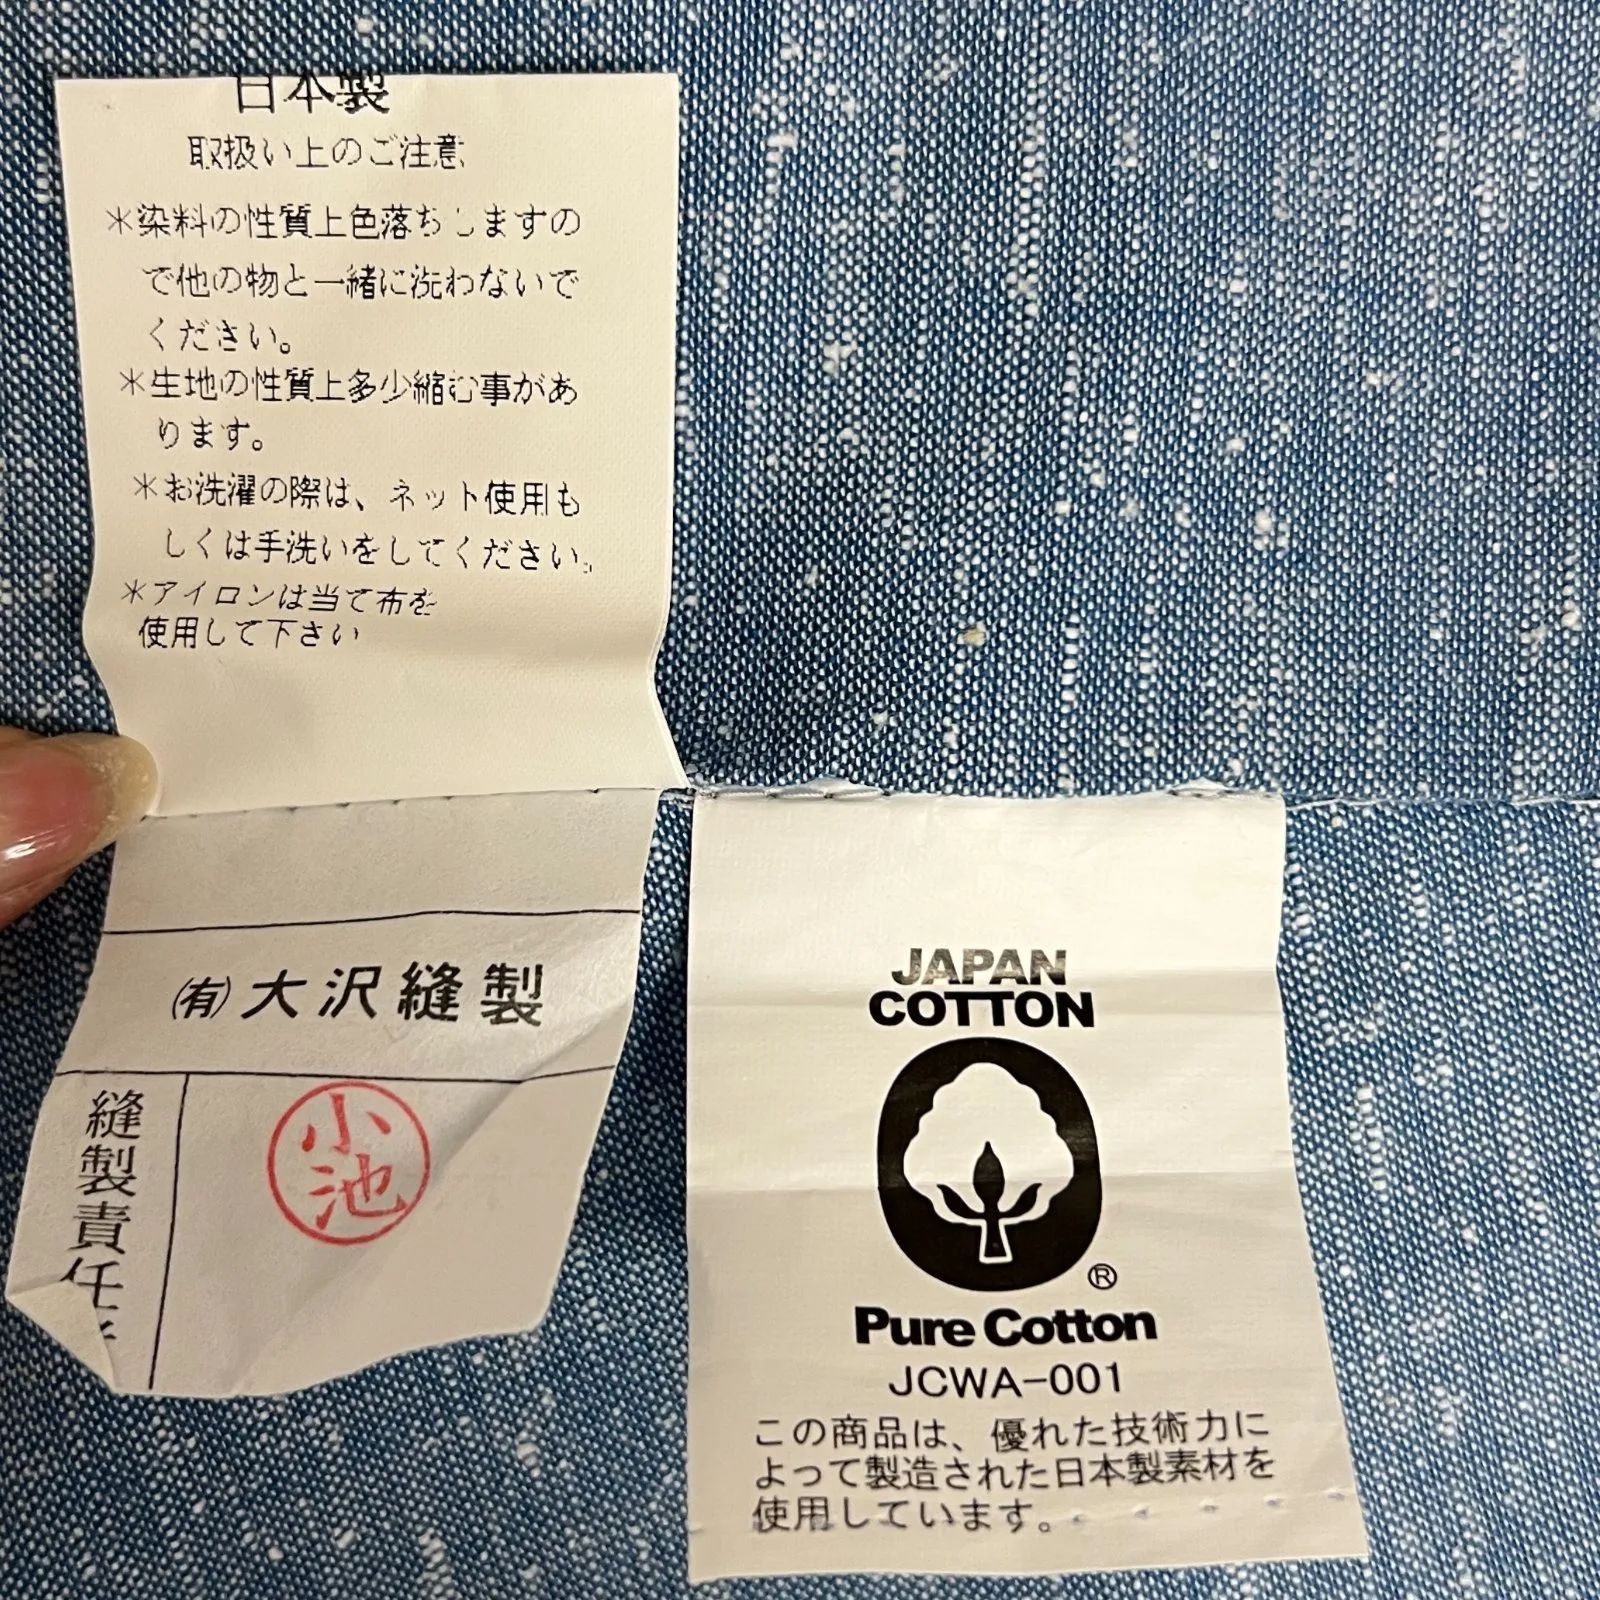 日本製
取扱い上のご注意
*染料の性質上色落ちしますの
で他の物と一緒に洗わないで
ください。
*生地の性質上多少縮む事があ
ります。
*お洗濯の際は、ネット使用も
しくは手洗いをしてください。
*アイロンは当て布を
使用して下さい
(有)大沢縫製
縫製責任者
小池
JAPAN
COTTON
®
Pure Cotton
JCWA-001
この商品は、優れた技術力に
よって製造された日本製素材を
使用しています。